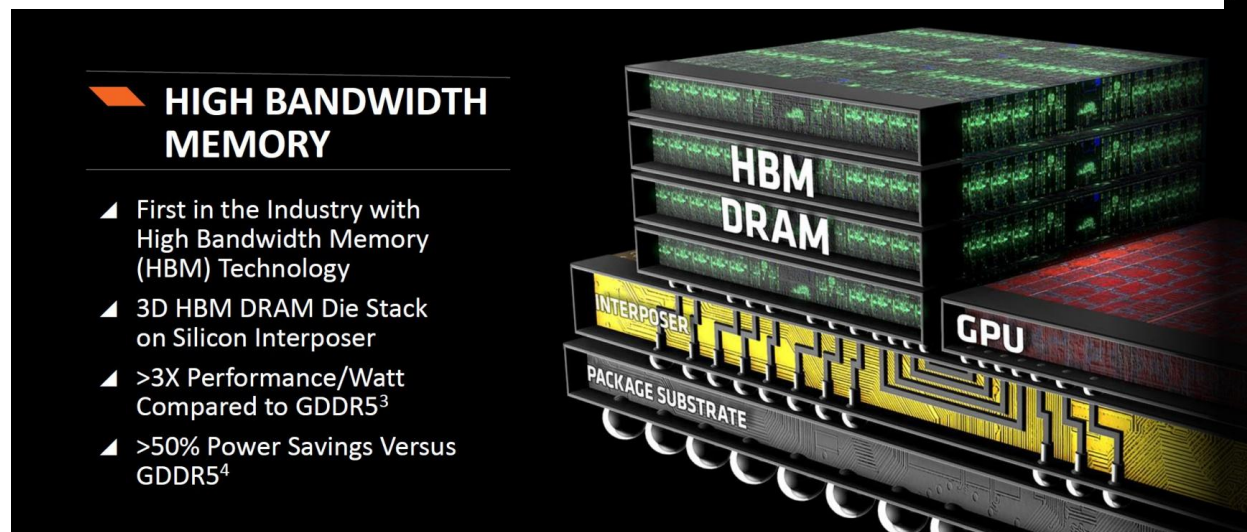 HIGH BANDWIDTH
MEMORY
First in the Industry with
High Bandwidth Memory
(HBM) Technology
3D HBM DRAM Die Stack
on Silicon Interposer
>3X Performance/Watt
Compared to GDDR5³
>50% Power Savings Versus
GDDR5⁴
HBM
DRAM
INTERPOSER
GPU
PACKAGE SUBSTRATE